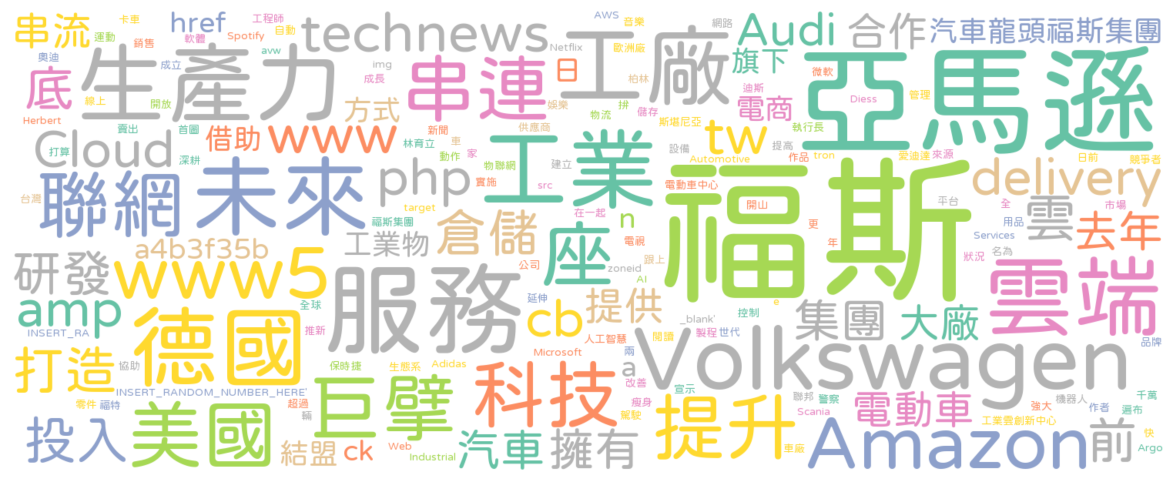 串流
卡車
href
工程師
軟體
AWS
音樂
網路
Audi
合作
汽車龍頭福斯集團
運動
銷售
Spotify
自動
technews
Netflix
工廠
歐洲廠
旗下
亞馬遜
奧迪
成立
avw
生產力
img
串連
日
柏林
迪斯
微軟
管理
底
成長
電商
Diess
線上
開放
方式
娛樂
物流
拚
儲存
斯堪尼亞
執行長
Herbert
賣出
首圖
借助
www
新聞
供應商
tw
Cloud
打算
深耕
林育立
車
動作
家
物聯網
建立
工業
設備
提高
作品
tron
愛迪達
來源
日前
競爭者
Automotive
聯網
未來
php
實施
src
電動車中心
平台
全
delivery
市場
台灣
target
在一起
福斯
開山
更
年
用品
雲
去年
福斯集團
倉儲
n
Services
a4b3f35b
工業物
電視
座
zoneid
跟上
AI
狀況
名為
研發
www5
服務
公司
雲端
amp
全球
延伸
提供
_blank'
e
控制
集團
大廠
INSERT_RA
德國
推新
cb
人工智慧
兩
閱讀
製程
世代
品牌
打造
協助
保時捷
生態系
Adidas
Microsoft
a
Volkswagen
INSERT_RANDOM_NUMBER_HERE'
改善
宣示
聯邦
機器人
零件
福特
超過
巨擘
科技
瘦身
提升
Scania
警察
電動車
強大
作者
千萬
遍布
投入
美國
輛
駕駛
工業雲創新中心
前
快
結盟
ck
Web
Industrial
汽車
擁有
車廠
Amazon
Argo